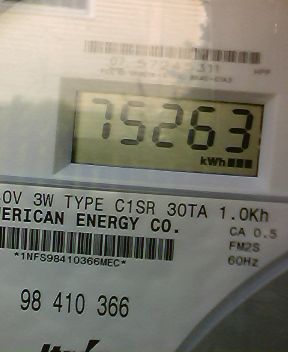 75263
kWh
0V 3W TYPE C1SR 30TA 1.0Kh
ERICAN ENERGY CO.
CA 0.5
FM2S
*1NFS98410366MEC*
60Hz
98 410 366